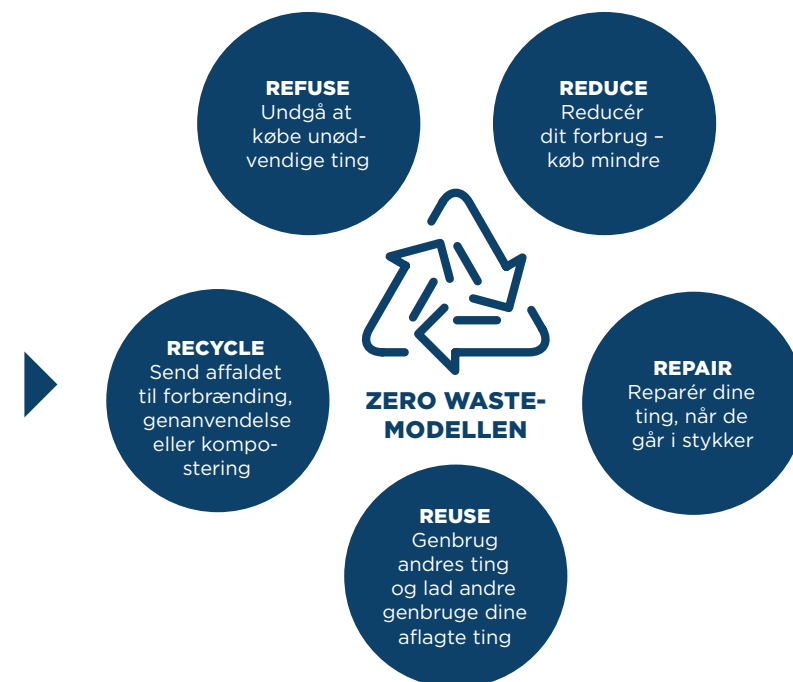 REFUSE
Undgå at
købe unød-
vendige ting
REDUCE
Reducér
dit forbrug –
køb mindre
REPAIR
Reparér dine
ting, når de
går i stykker
REUSE
Genbrug
andres ting
og lad andre
genbruge dine
aflagte ting
RECYCLE
Send affaldet
til forbrænding,
genanvendelse
eller kompo-
stering
ZERO WASTE-
MODELLEN